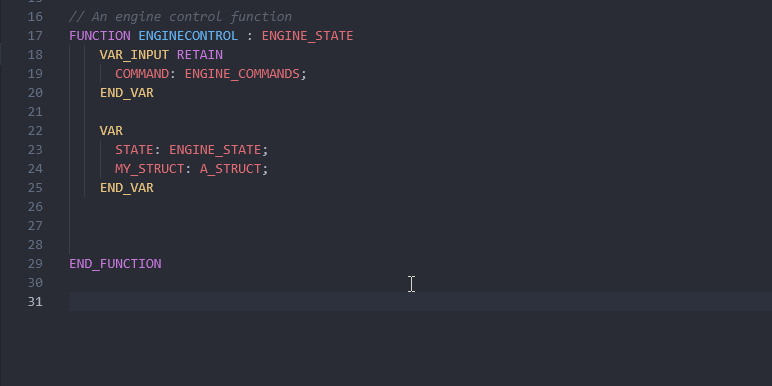 16 // An engine control function
17 FUNCTION ENGINECONTROL : ENGINE_STATE
18 VAR_INPUT RETAIN
19 COMMAND: ENGINE_COMMANDS;
20 END_VAR
21
22 VAR
23 STATE: ENGINE_STATE;
24 MY_STRUCT: A_STRUCT;
25 END_VAR
26
27
28
29 END_FUNCTION
30
31